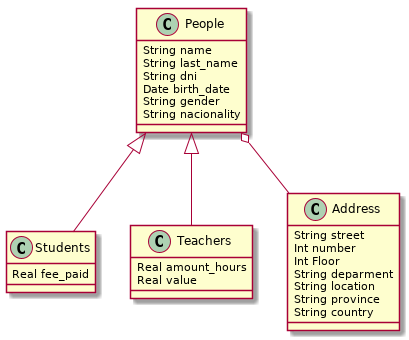 C People
String name
String last_name
String dni
Date birth_date
String gender
String nacionality
C Students
Real fee_paid
C Teachers
Real amount_hours
Real value
C Address
String street
Int number
Int Floor
String deparment
String location
String province
String country